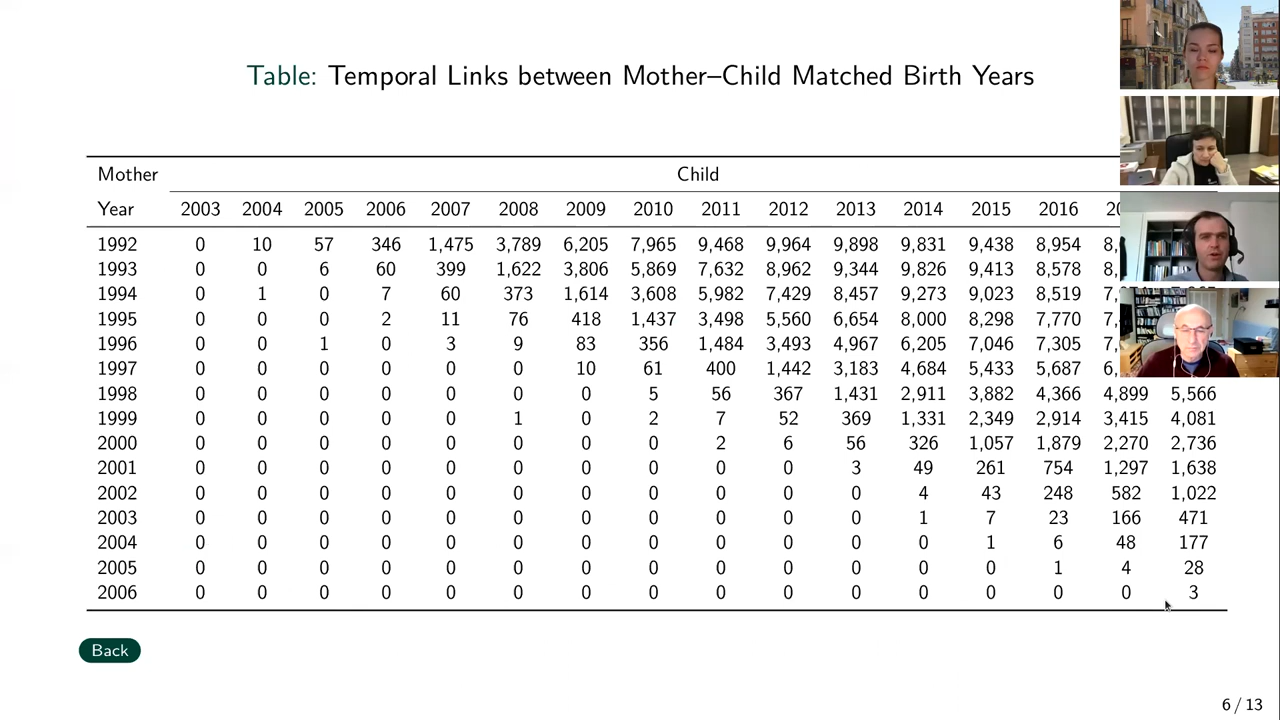 Table: Temporal Links between Mother–Child Matched Birth Years
Mother Child
Year 2003 2004 2005 2006 2007 2008 2009 2010 2011 2012 2013 2014 2015 2016
1992 0 10 57 346 1,475 3,789 6,205 7,965 9,468 9,964 9,898 9,831 9,438 8,954
1993 0 0 6 60 399 1,622 3,806 5,869 7,632 8,962 9,344 9,826 9,413 8,578
1994 0 1 0 7 60 373 1,614 3,608 5,982 7,429 8,457 9,273 9,023 8,519
1995 0 0 0 2 11 76 418 1,437 3,498 5,560 6,654 8,000 8,298 7,770
1996 0 0 1 0 3 9 83 356 1,484 3,493 4,967 6,205 7,046 7,305
1997 0 0 0 0 0 0 10 61 400 1,442 3,183 4,684 5,433 5,687
1998 0 0 0 0 0 0 0 5 56 367 1,431 2,911 3,882 4,366 4,899 5,566
1999 0 0 0 0 0 1 0 2 7 52 369 1,331 2,349 2,914 3,415 4,081
2000 0 0 0 0 0 0 0 0 2 6 56 326 1,057 1,879 2,270 2,736
2001 0 0 0 0 0 0 0 0 0 0 3 49 261 754 1,297 1,638
2002 0 0 0 0 0 0 0 0 0 0 0 4 43 248 582 1,022
2003 0 0 0 0 0 0 0 0 0 0 0 1 7 23 166 471
2004 0 0 0 0 0 0 0 0 0 0 0 0 1 6 48 177
2005 0 0 0 0 0 0 0 0 0 0 0 0 0 1 4 28
2006 0 0 0 0 0 0 0 0 0 0 0 0 0 0 0 3
Back
6 / 13